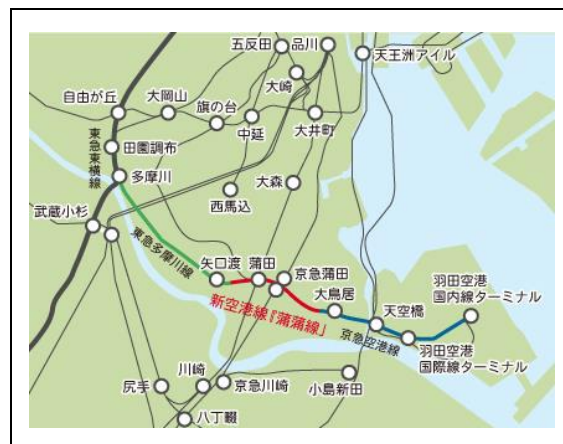 五反田
品川
天王洲アイル
大崎
自由が丘
大岡山
旗の台
中延
大井町
東急東横線
田園調布
多摩川
西馬込
大森
武蔵小杉
東急多摩川線
矢口渡
蒲田
京急蒲田
大鳥居
天空橋
羽田空港
国内線ターミナル
新空港線『蒲蒲線」
京急空港線
羽田空港
国際線ターミナル
川崎
尻手
京急川崎
小島新田
八丁畷